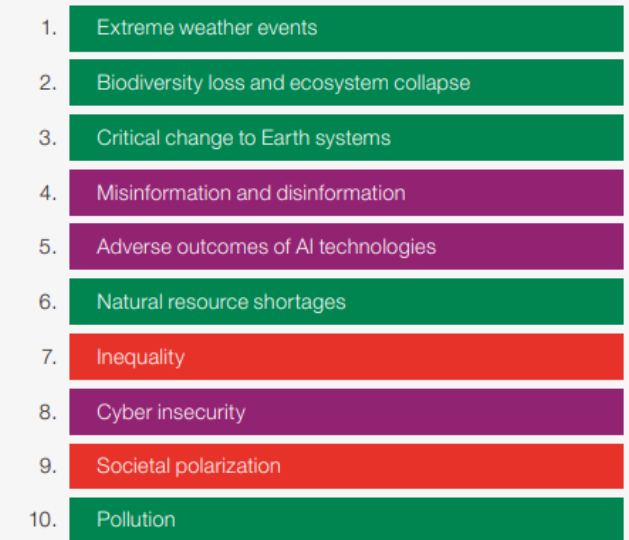 1. Extreme weather events
2. Biodiversity loss and ecosystem collapse
3. Critical change to Earth systems
4. Misinformation and disinformation
5. Adverse outcomes of AI technologies
6. Natural resource shortages
7. Inequality
8. Cyber insecurity
9. Societal polarization
10. Pollution